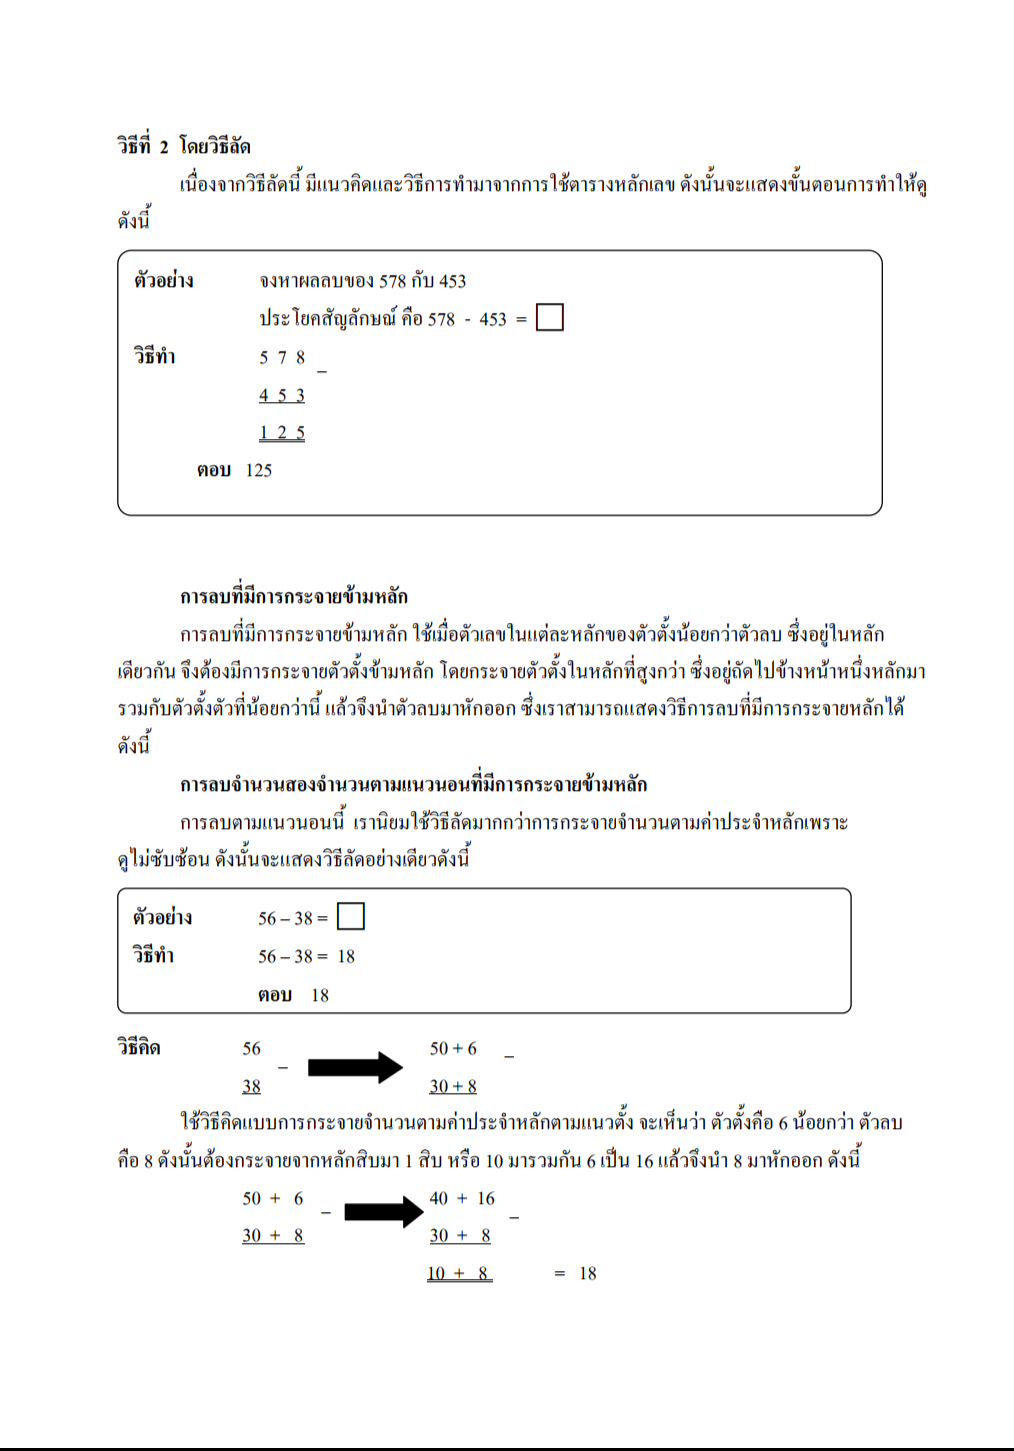 วิธีที่ 2 โดยวิธีลัด
เนื่องจากวิธีลัดนี้ มีแนวคิดและวิธีการทำมาจากการใช้ตารางหลักเลข ดังนั้นจะแสดงขั้นตอนการทำให้ดู
ดังนี้
ตัวอย่าง จงหาผลลบของ 578 กับ 453
ประโยคสัญลักษณ์ คือ 578 - 453 =
วิธีทำ 5 7 8 _
4 5 3
1 2 5
ตอบ 125
การลบที่มีการกระจายข้ามหลัก
การลบที่มีการกระจายข้ามหลัก ใช้เมื่อตัวเลขในแต่ละหลักของตัวตั้งน้อยกว่าตัวลบ ซึ่งอยู่ในหลัก
เดียวกัน จึงต้องมีการกระจายตัวตั้งข้ามหลัก โดยกระจายตัวตั้งในหลักที่สูงกว่า ซึ่งอยู่ถัดไปข้างหน้าหนึ่งหลักมา
รวมกับตัวตั้งตัวที่น้อยกว่านี้ แล้วจึงนำตัวลบมาหักออก ซึ่งเราสามารถแสดงวิธีการลบที่มีการกระจายหลักได้
ดังนี้
การลบจำนวนสองจำนวนตามแนวนอนที่มีการกระจายข้ามหลัก
การลบตามแนวนอนนี้ เรานิยมใช้วิธีลัดมากกว่าการกระจายจำนวนตามค่าประจำหลักเพราะ
ดูไม่ซับซ้อน ดังนั้นจะแสดงวิธีลัดอย่างเดียวดังนี้
ตัวอย่าง 56 – 38 =
วิธีทำ 56 – 38 = 18
ตอบ 18
วิธีคิด 56 _ 50 + 6 _
38 30 + 8
ใช้วิธีคิดแบบการกระจายจำนวนตามค่าประจำหลักตามแนวตั้ง จะเห็นว่า ตัวตั้งคือ 6 น้อยกว่า ตัวลบ
คือ 8 ดังนั้นต้องกระจายจากหลักสิบมา 1 สิบ หรือ 10 มารวมกัน 6 เป็น 16 แล้วจึงนำ 8 มาหักออก ดังนี้
50 + 6 _ 40 + 16 _
30 + 8 30 + 8
10 + 8 = 18